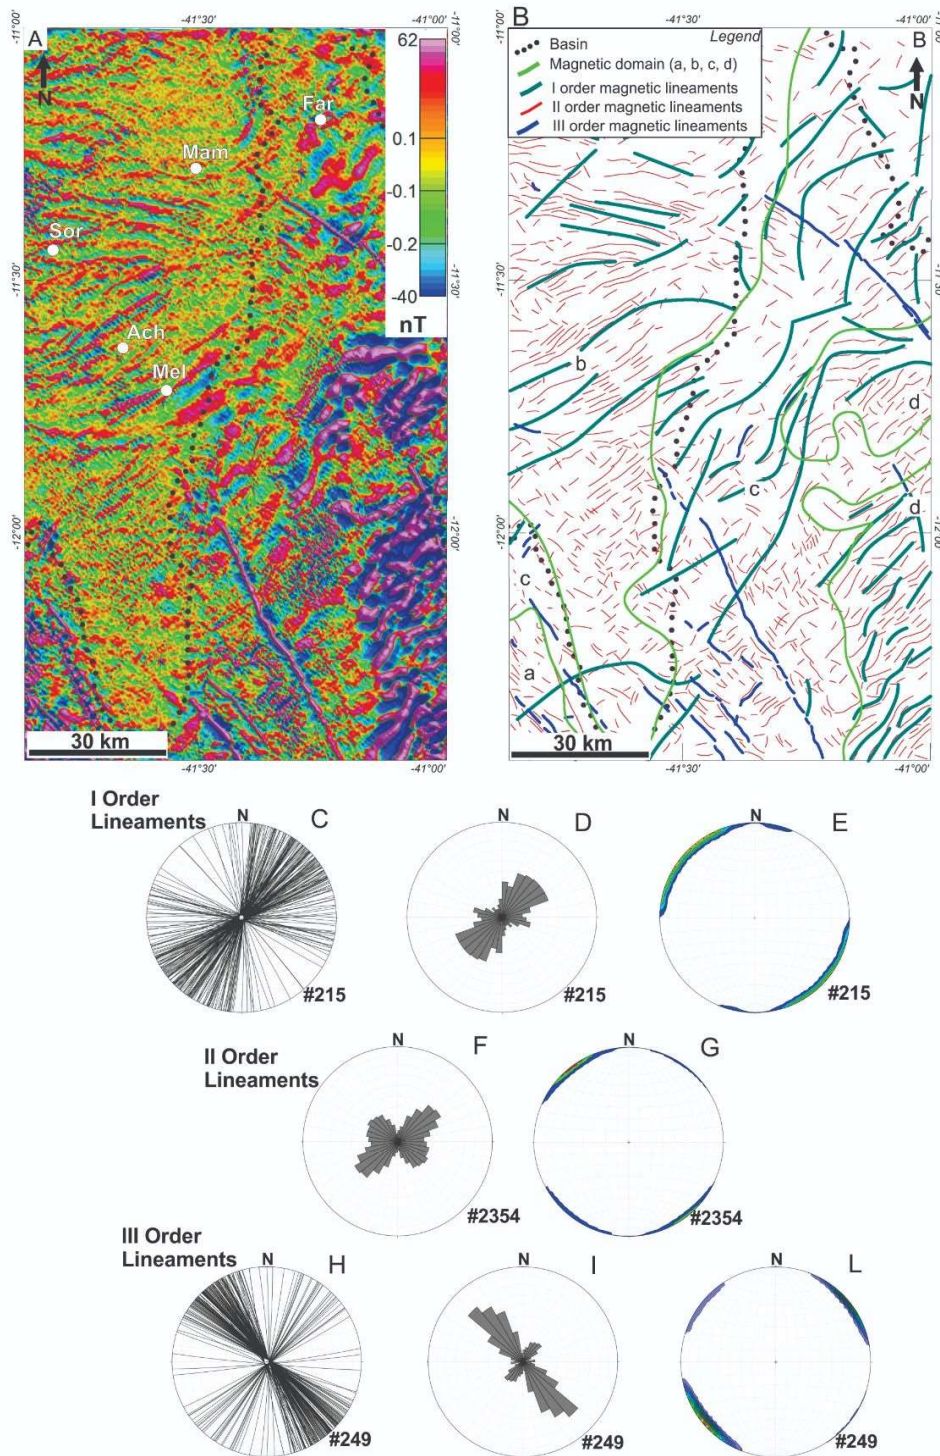 -41°30'
-41°00'
-41°30'
-41°00'
-11°00'
A
62
-11°00'
B
Legend
B
Basin
Magnetic domain (a, b, c, d)
I order magnetic lineaments
II order magnetic lineaments
III order magnetic lineaments
N
N
Far
Mam
0.1
-0.1
Sor
-0.2
-11°30'
-40
-11°30'
-11°30'
nT
Ach
Mel
b
d
c
d
-12°00'
-12°00'
-12°00'
c
a
30 km
30 km
-41°30'
-41°00'
-41°30'
-41°00'
I Order
Lineaments
N
C
N
D
N
E
#215
#215
#215
II Order
Lineaments
N
F
N
G
#2354
#2354
III Order
Lineaments
N
H
N
I
N
L
#249
#249
#249